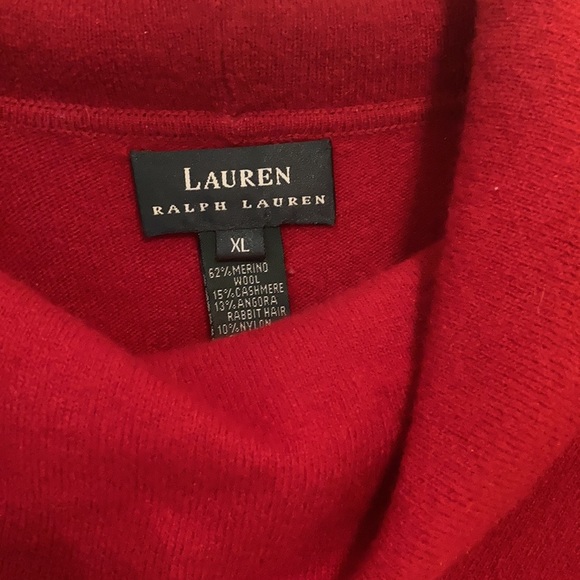 LAUREN
RALPH LAUREN
XL
62% MERINO
WOOL
15% CASHMERE
13% ANGORA
RABBIT HAIR
10% NYLON